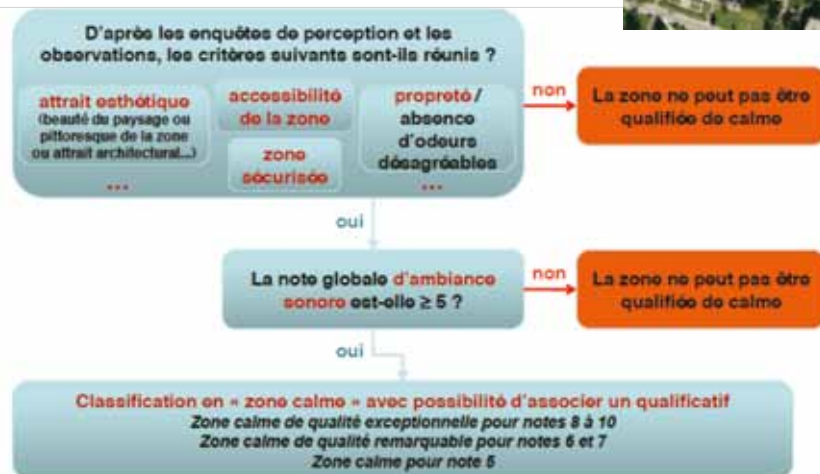 D'après les enquêtes de perception et les
observations, les critères suivants sont-ils réunis ?
attrait esthétique
(beauté du paysage ou
pittoresque de la zone
ou attrait architectural...)
...
accessibilité
de la zone
zone
sécurisée
propreté /
absence
d'odeurs
désagréables
...
non
La zone ne peut pas être
qualifiée de calme
oui
La note globale d'ambiance
sonore est-elle ≥ 5 ?
non
La zone ne peut pas être
qualifiée de calme
oui
Classification en « zone calme » avec possibilité d'associer un qualificatif
Zone calme de qualité exceptionnelle pour notes 8 à 10
Zone calme de qualité remarquable pour notes 6 et 7
Zone calme pour note 5